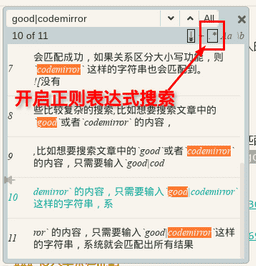 good|codemirror
All
10 of 11
.*
\b
7
会匹配成功，如果关系区分大小写功能，则
`codemirror`这样的字符串也会匹配到。
![没有
开启正则表达式搜索
8
些比较复杂的搜索,比如想要搜索文章中的
`good`或者`codemirror`的内容，
9
,比如想要搜索文章中的`good`或者`codemirror`
的内容，只需要输入`good|cod
10
demirror`的内容，只需要输入`good|codemirror`
这样的字符串，系
11
ror`的内容，只需要输入`good|codemirror`这样
的字符串，系统就会匹配出所有结果